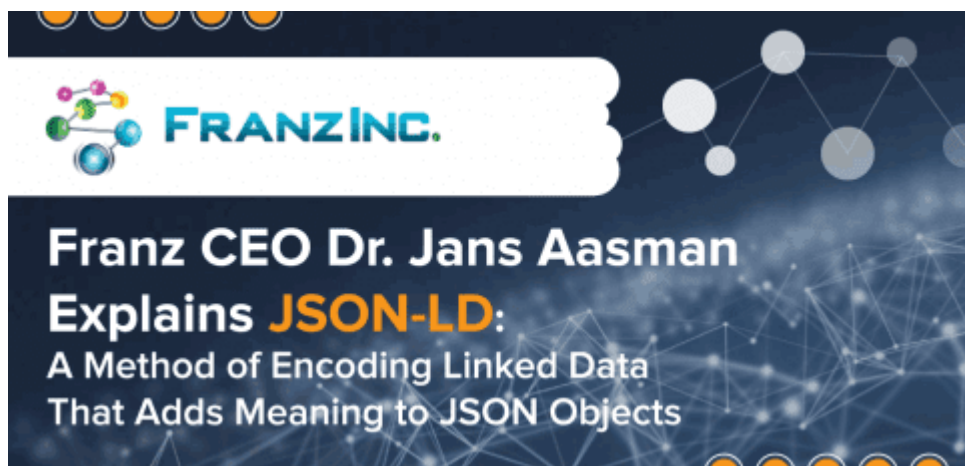 FRANZINC.
Franz CEO Dr. Jans Aasman
Explains JSON-LD:
A Method of Encoding Linked Data
That Adds Meaning to JSON Objects